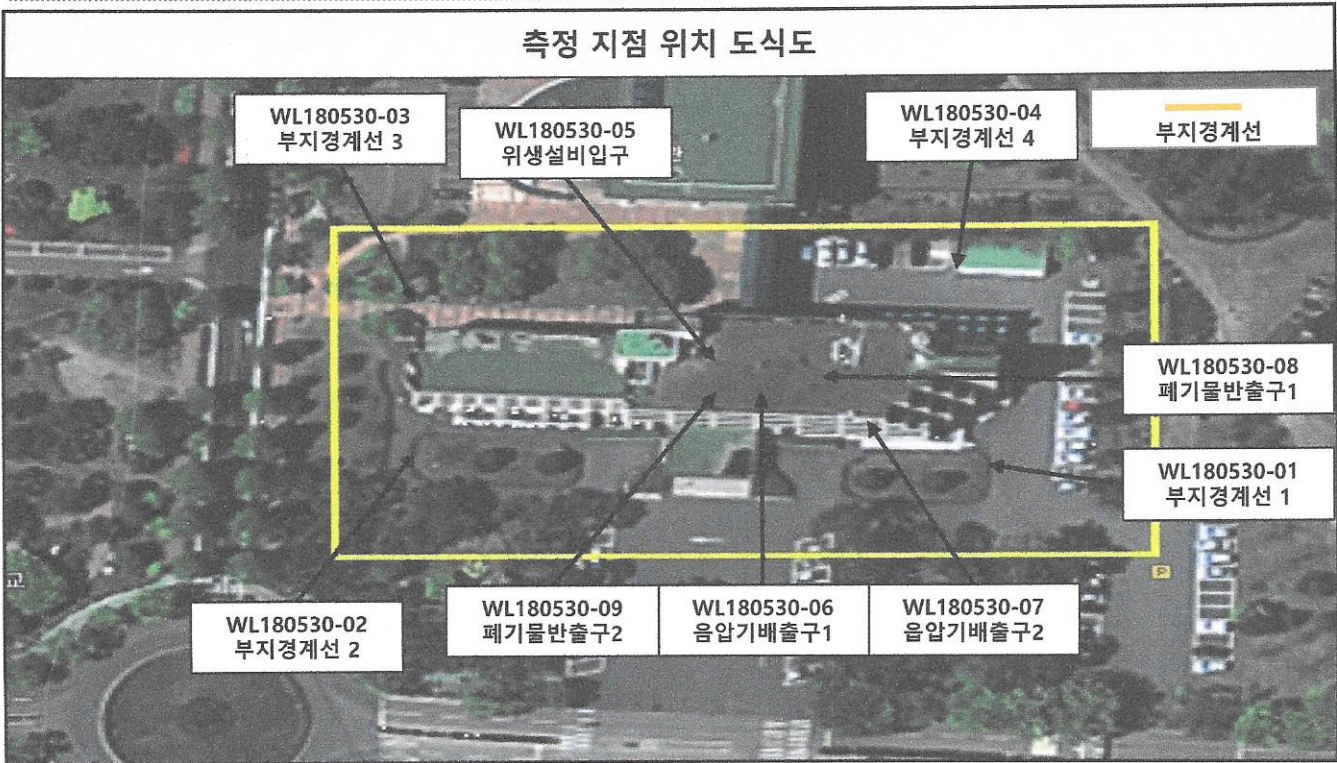 측정 지점 위치 도식도
WL180530-03
부지경계선 3
WL180530-05
위생설비입구
WL180530-04
부지경계선 4
부지경계선
WL180530-08
폐기물반출구1
WL180530-01
부지경계선 1
WL180530-02
부지경계선 2
WL180530-09
폐기물반출구2
WL180530-06
음압기배출구1
WL180530-07
음압기배출구2
교
P